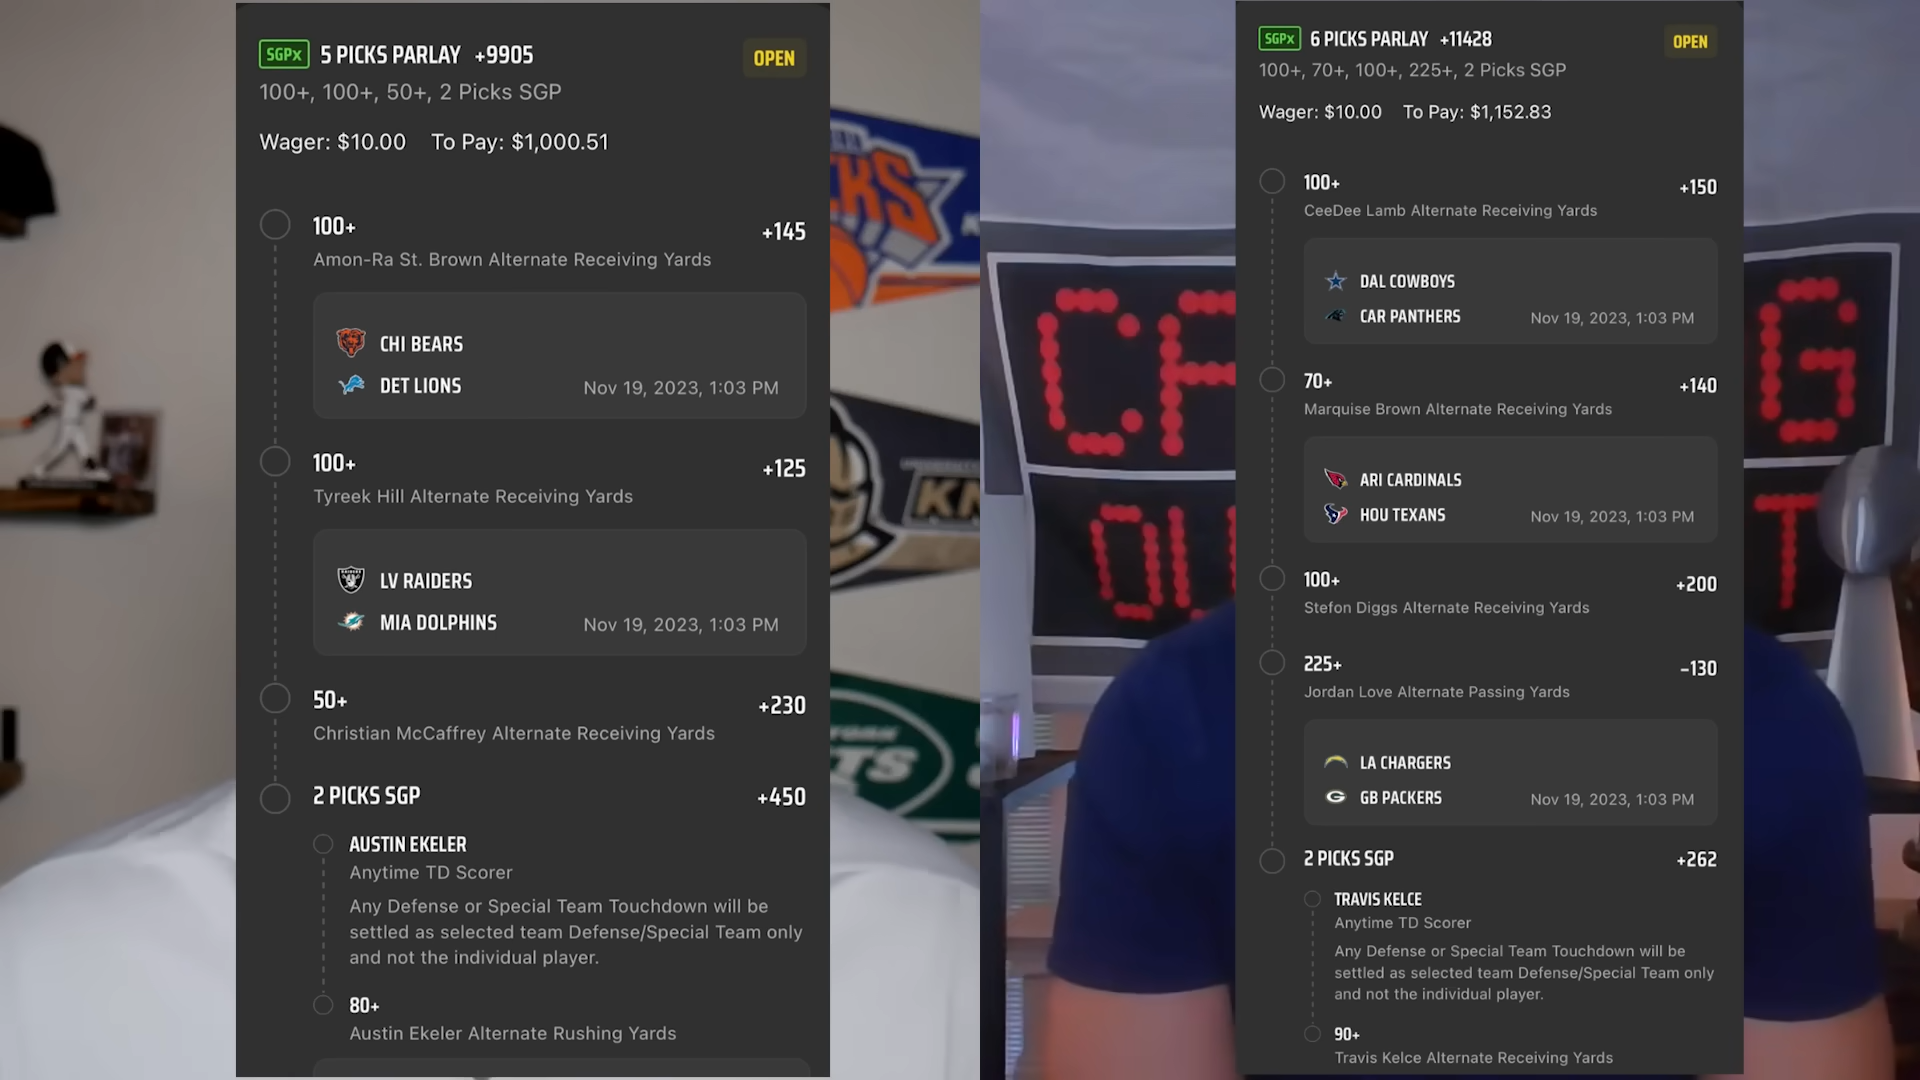 SGPx 5 PICKS PARLAY +9905
OPEN
100+, 100+, 50+, 2 Picks SGP
Wager: $10.00 To Pay: $1,000.51
100+
+145
Amon-Ra St. Brown Alternate Receiving Yards
CHI BEARS
DET LIONS
Nov 19, 2023, 1:03 PM
100+
+125
Tyreek Hill Alternate Receiving Yards
LV RAIDERS
MIA DOLPHINS
Nov 19, 2023, 1:03 PM
50+
+230
Christian McCaffrey Alternate Receiving Yards
2 PICKS SGP
+450
AUSTIN EKELER
Anytime TD Scorer
Any Defense or Special Team Touchdown will be
settled as selected team Defense/Special Team only
and not the individual player.
80+
Austin Ekeler Alternate Rushing Yards
KN
SGPx 6 PICKS PARLAY +11428
OPEN
100+, 70+, 100+, 225+, 2 Picks SGP
Wager: $10.00 To Pay: $1,152.83
100+
+150
CeeDee Lamb Alternate Receiving Yards
DAL COWBOYS
CAR PANTHERS
Nov 19, 2023, 1:03 PM
70+
+140
Marquise Brown Alternate Receiving Yards
ARI CARDINALS
HOU TEXANS
Nov 19, 2023, 1:03 PM
100+
+200
Stefon Diggs Alternate Receiving Yards
225+
−130
Jordan Love Alternate Passing Yards
LA CHARGERS
GB PACKERS
Nov 19, 2023, 1:03 PM
2 PICKS SGP
+262
TRAVIS KELCE
Anytime TD Scorer
Any Defense or Special Team Touchdown will be
settled as selected team Defense/Special Team only
and not the individual player.
90+
Travis Kelce Alternate Receiving Yards
G
T